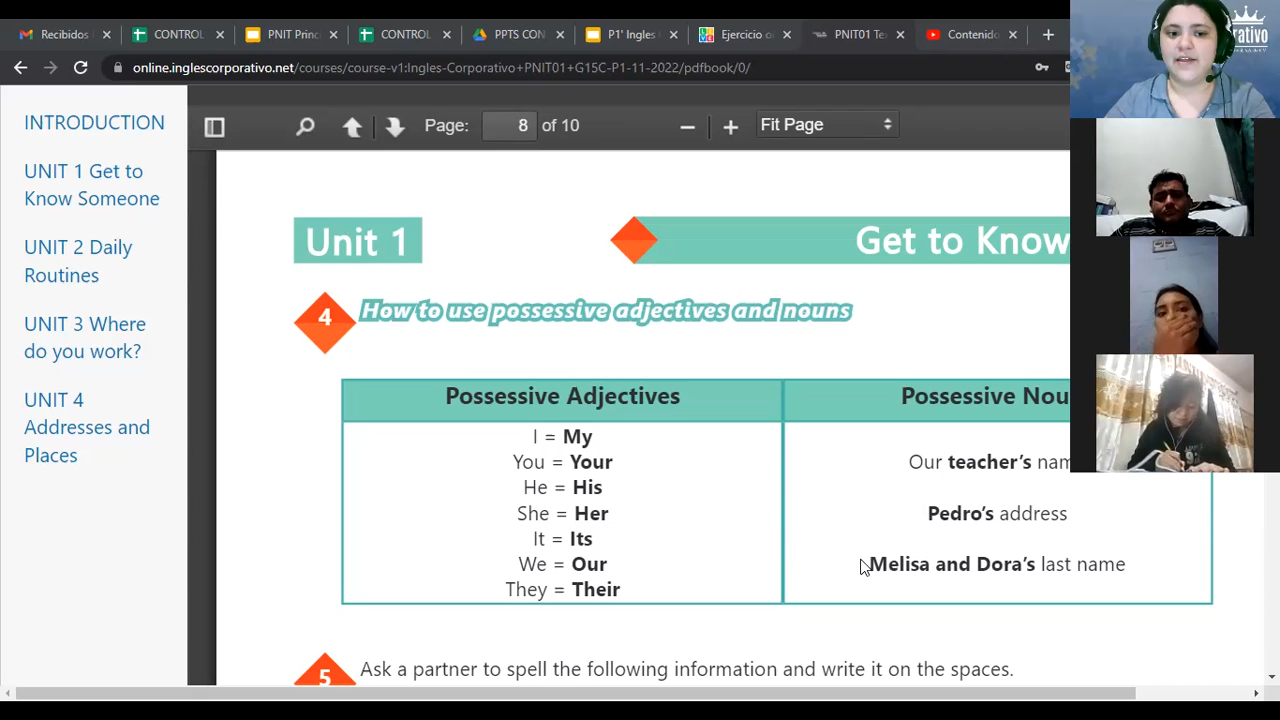 Recibidos
CONTROL
PNIT Princ
CONTROL
PPTS CON
P1' Ingles I
Ejercicio o
PNIT01 Te
Contenido
online.inglescorporativo.net/courses/course-v1:Ingles-Corporativo+PNIT01+G15C-P1-11-2022/pdfbook/0/
rativo
INTRODUCTION
UNIT 1 Get to
Know Someone
UNIT 2 Daily
Routines
UNIT 3 Where
do you work?
UNIT 4
Addresses and
Places
Page: 8 of 10
Fit Page
Unit 1
Get to Know
4 How to use possessive adjectives and nouns
Possessive Adjectives
I = My
You = Your
He = His
She = Her
It = Its
We = Our
They = Their
Possessive Nou
Our teacher's nam
Pedro's address
Melisa and Dora's last name
5 Ask a partner to spell the following information and write it on the spaces.